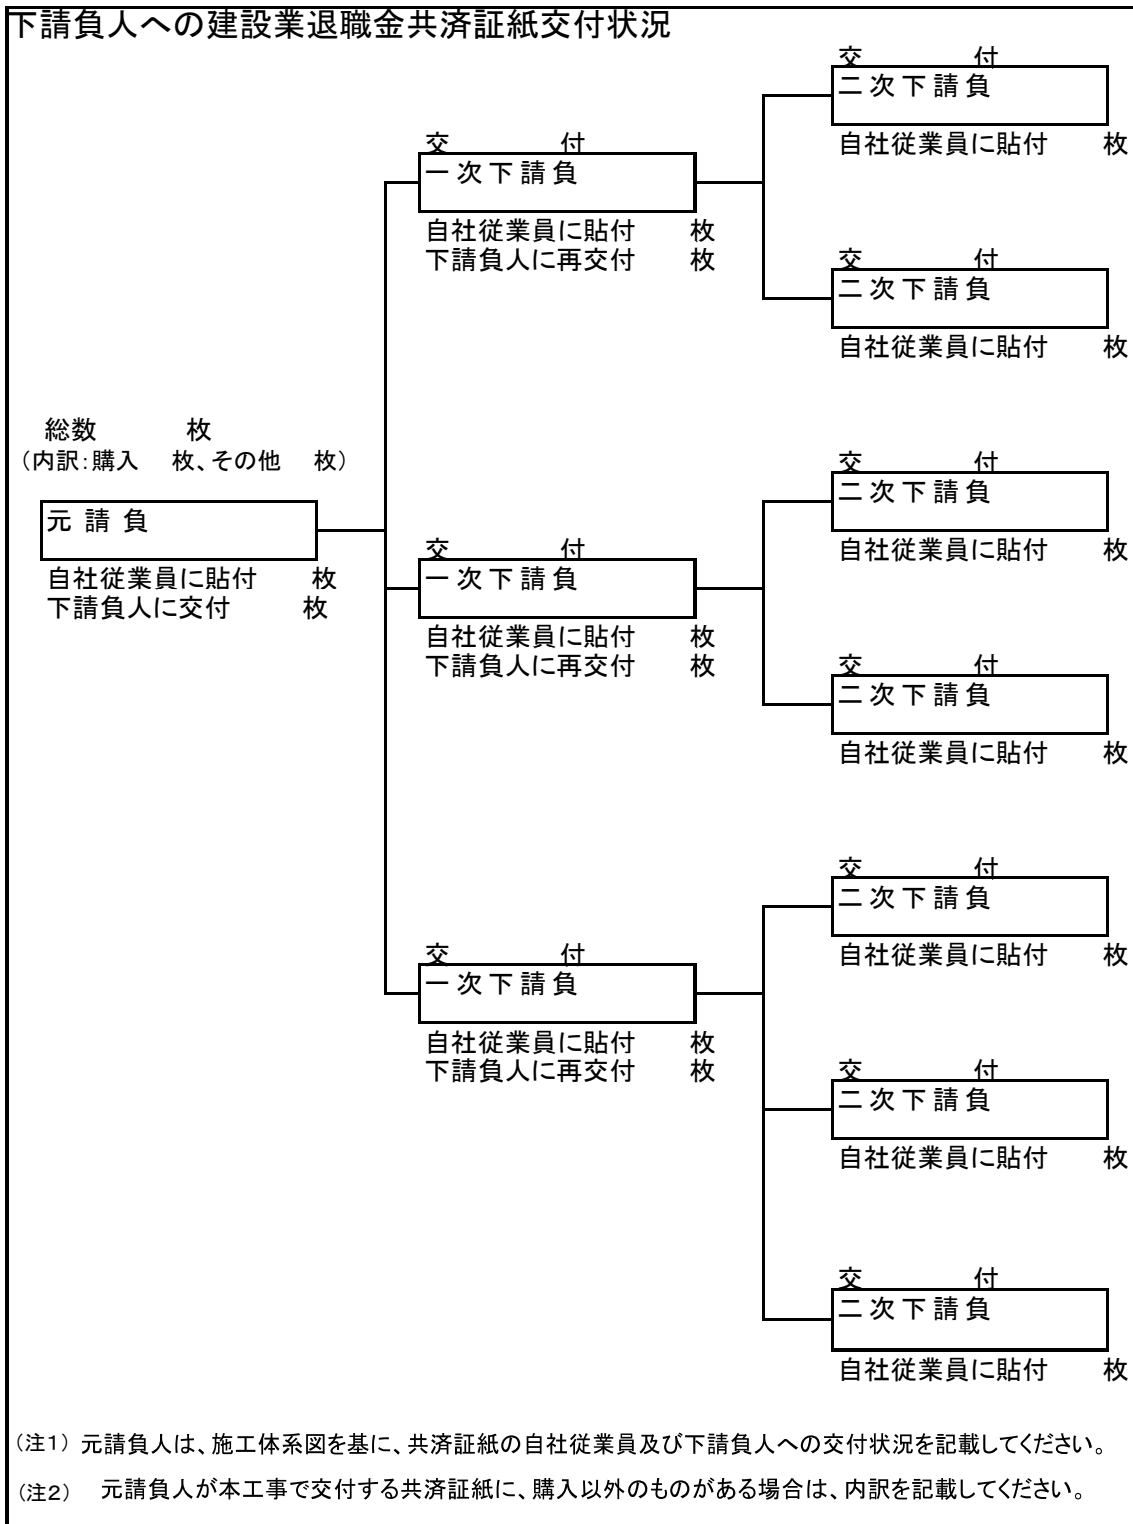 下請負人への建設業退職金共済証紙交付状況
交　付
二次下請負
自社従業員に貼付　枚
交　付
一次下請負
自社従業員に貼付　枚
下請負人に再交付　枚
交　付
二次下請負
自社従業員に貼付　枚
総数　枚
（内訳：購入　枚、その他　枚）
元請負
自社従業員に貼付　枚
下請負人に交付　枚
交　付
二次下請負
自社従業員に貼付　枚
交　付
一次下請負
自社従業員に貼付　枚
下請負人に再交付　枚
交　付
二次下請負
自社従業員に貼付　枚
交　付
二次下請負
自社従業員に貼付　枚
交　付
一次下請負
自社従業員に貼付　枚
下請負人に再交付　枚
交　付
二次下請負
自社従業員に貼付　枚
交　付
二次下請負
自社従業員に貼付　枚
（注１）元請負人は、施工体系図を基に、共済証紙の自社従業員及び下請負人への交付状況を記載してください。
（注２）　元請負人が本工事で交付する共済証紙に、購入以外のものがある場合は、内訳を記載してください。